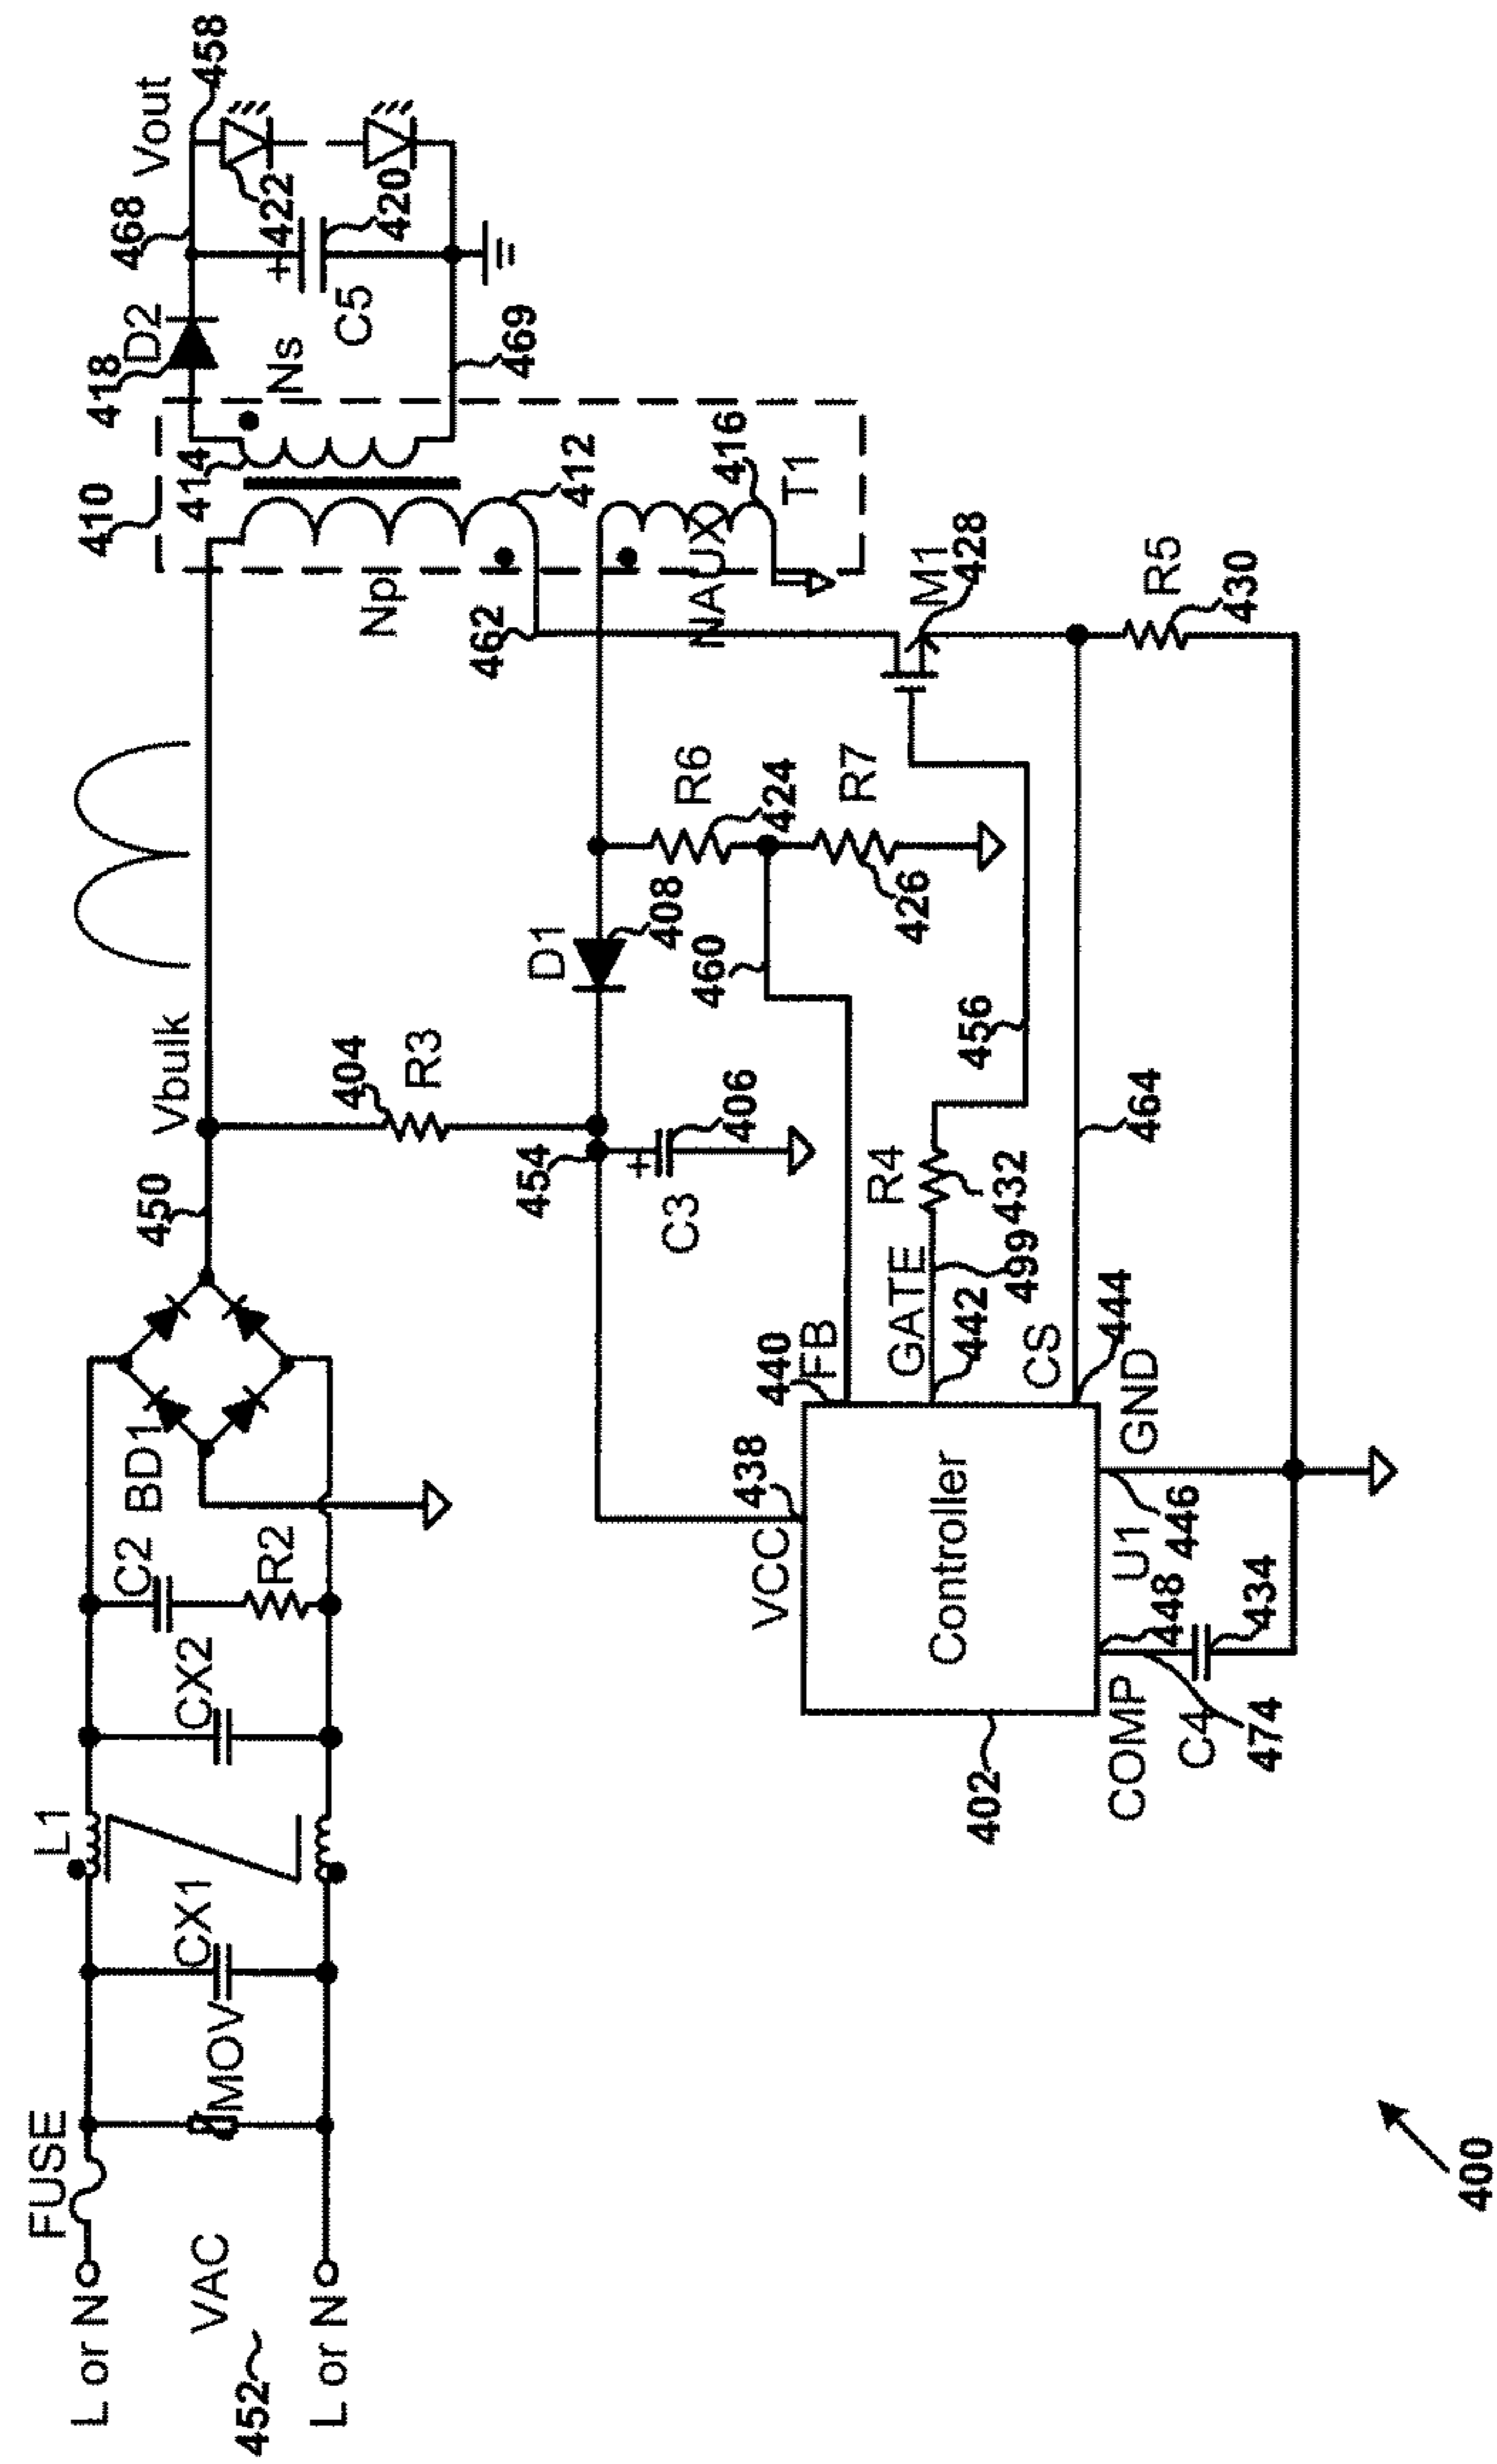 FUSE
L or N
VAC
452
L or N
MOV
CX1
L1
CX2
C2
R2
BD1
450
Vbulk
404
R3
454
C3
406
D1
408
R6
424
R7
426
460
410
414
Np
412
462
Ns
418
D2
468
Vout
458
422
420
C5
469
416
T1
NAUX
M1
428
R5
430
456
464
R4
432
499
GATE
442
440
FB
CS
444
GND
446
438
VCC
Controller
U1
448
434
COMP
C4
474
402
400